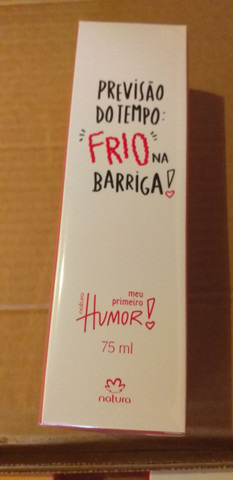 PREVISÃO
DO TEMPO:
FRIO NA
BARRIGA!
natura
meu
primeiro
HUMOR!
75 ml
natura